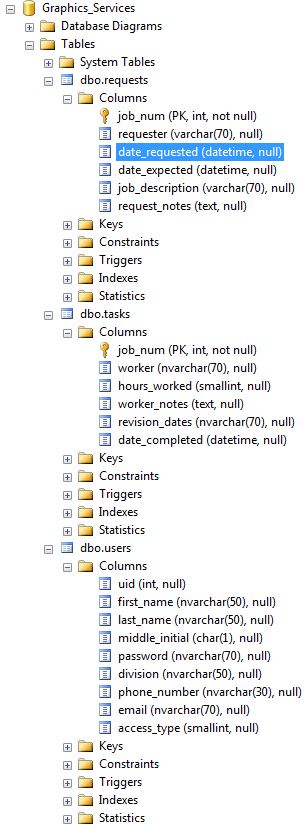 Graphics_Services
Database Diagrams
Tables
System Tables
dbo.requests
Columns
job_num (PK, int, not null)
requester (varchar(70), null)
date_requested (datetime, null)
date_expected (datetime, null)
job_description (varchar(70), null)
request_notes (text, null)
Keys
Constraints
Triggers
Indexes
Statistics
dbo.tasks
Columns
job_num (PK, int, not null)
worker (nvarchar(70), null)
hours_worked (smallint, null)
worker_notes (text, null)
revision_dates (nvarchar(70), null)
date_completed (datetime, null)
Keys
Constraints
Triggers
Indexes
Statistics
dbo.users
Columns
uid (int, null)
first_name (nvarchar(50), null)
last_name (nvarchar(50), null)
middle_initial (char(1), null)
password (nvarchar(70), null)
division (nvarchar(50), null)
phone_number (nvarchar(30), null)
email (nvarchar(70), null)
access_type (smallint, null)
Keys
Constraints
Triggers
Indexes
Statistics